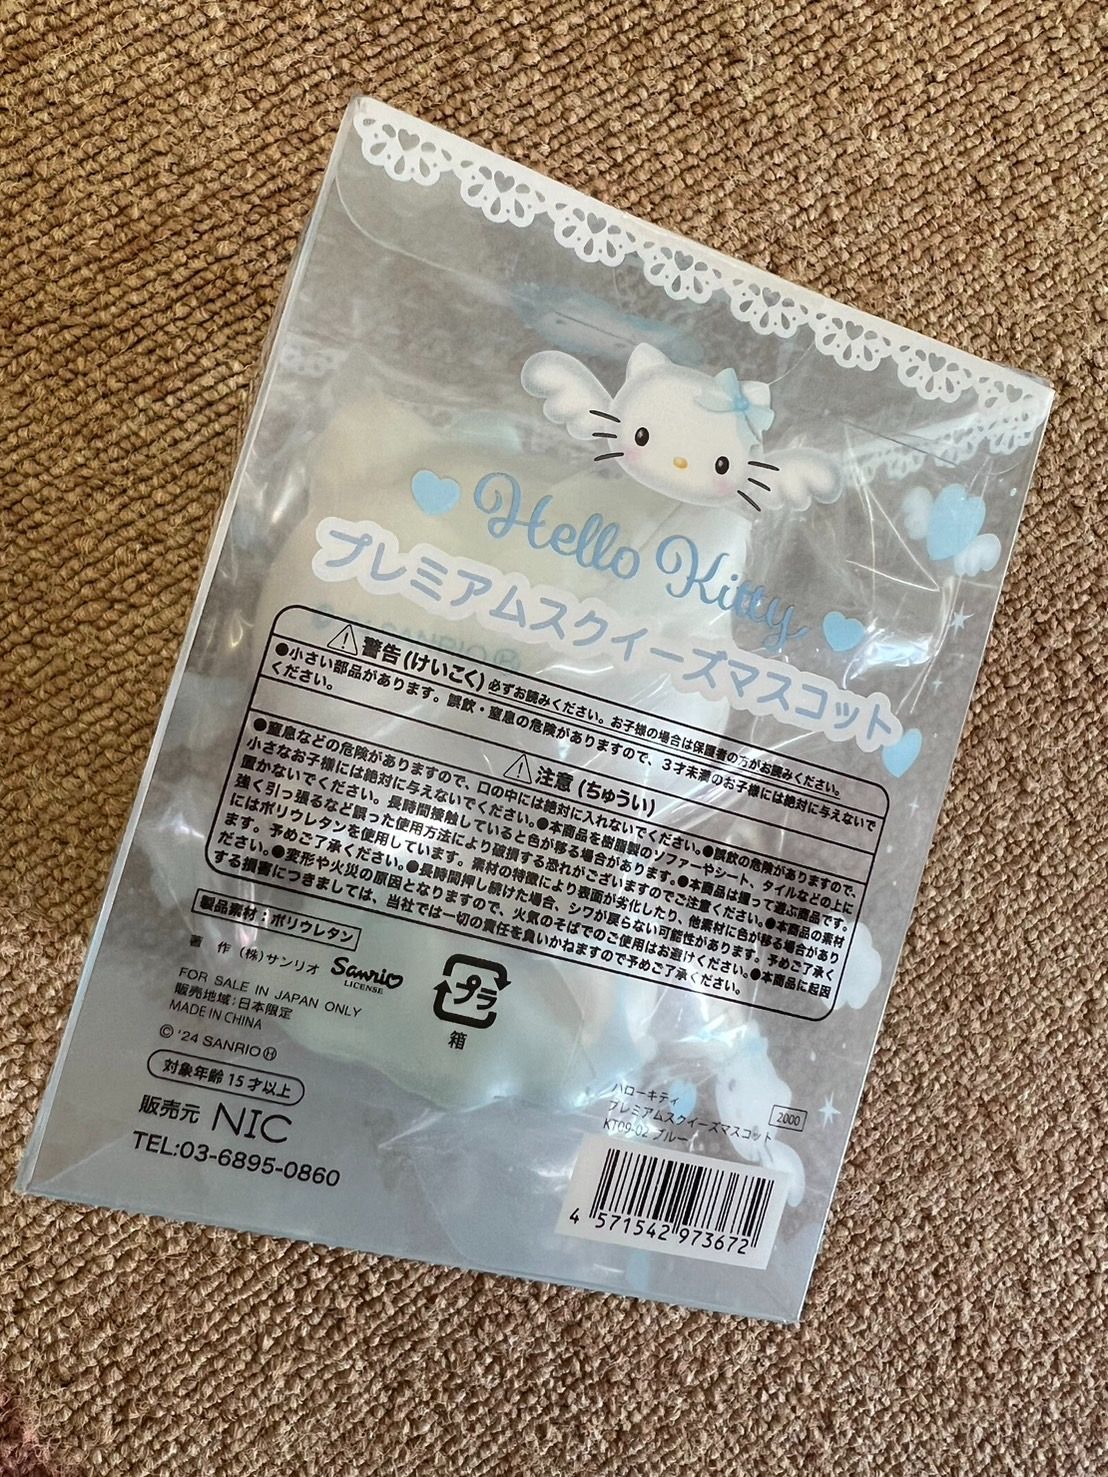 Hello Kitty
プレミアムスクイーズマスコット
警告(けいこく) 必ずお読みください。お子様の場合は保護者の方がお読みください。
●小さい部品があります。誤飲・窒息の危険がありますので、3才未満のお子様には絶対に与えないで
ください。
注意(ちゅうい)
●窒息などの危険がありますので、口の中には絶対に入れないでください。●誤飲の危険がありますので、
小さなお子様には絶対に与えないでください。●本商品を樹脂製のソファーやシート、タイルなどの上に
置かないでください。長時間接触していると色が移る場合があります。●本商品は握って遊ぶ商品です。
強く引っ張るなど誤った使用方法により破損する恐れがございますのでご注意ください。●本商品の素材
にはポリウレタンを使用しています。素材の特徴により表面が劣化したり、他素材に色が移る場合があり
ます。予めご了承ください。●長時間押し続けた場合、シワが戻らない可能性があります。予めご了承く
ださい。●変形や火災の原因となりますので、火気のそばでのご使用はお避けください。●本商品に起因
する損害につきましては、当社では一切の責任を負いかねますので予めご了承ください。
製品素材:ポリウレタン
著 作 (株)サンリオ Sanrio
LICENSE
FOR SALE IN JAPAN ONLY
販売地域:日本限定
MADE IN CHINA
プラ
箱
© '24 SANRIO Ⓗ
対象年齢15才以上
販売元 NIC
TEL:03-6895-0860
ハローキティ
プレミアムスクイーズマスコット
KT09-02 ブルー
2000
4 571542 973672